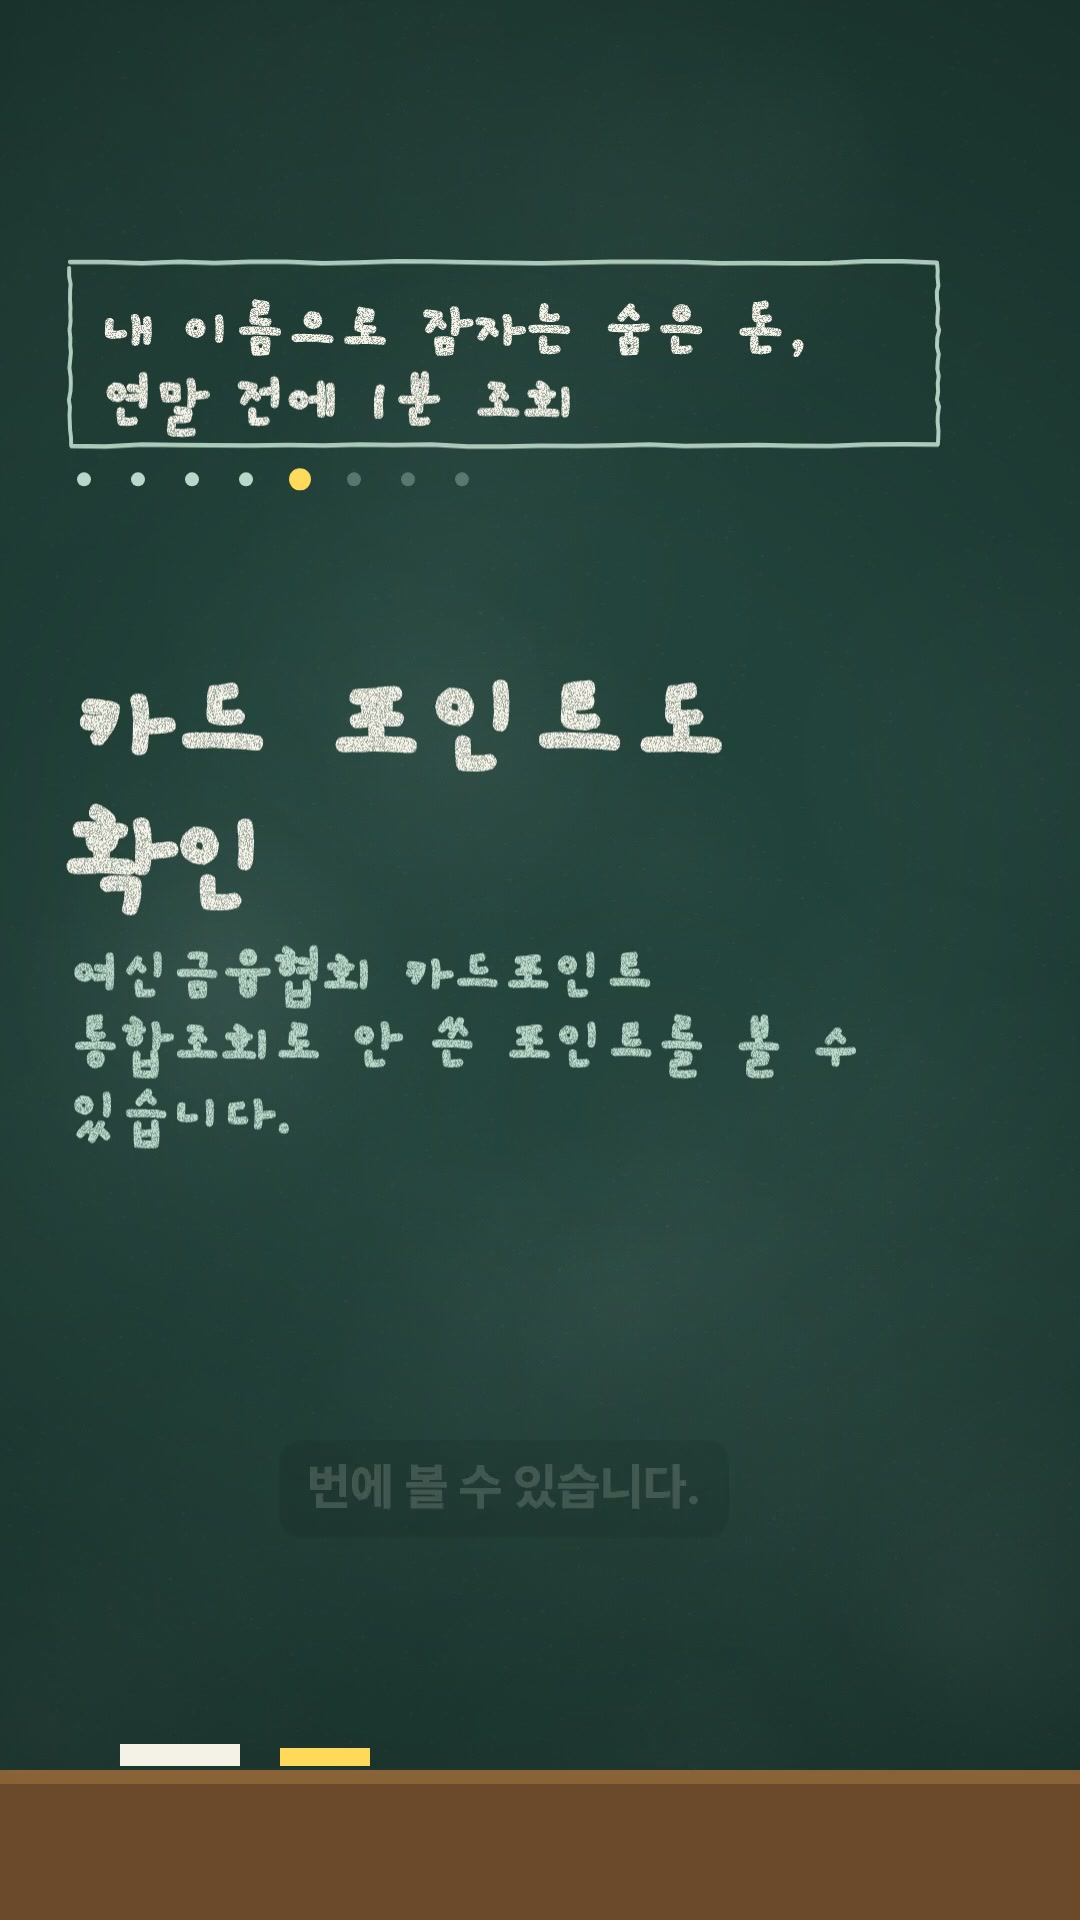 내 이름으로 잠자는 숨은 돈,
연말 전에 1분 조회
카드 포인트도
확인
여신금융협회 카드포인트
통합조회로 안 쓴 포인트를 볼 수
있습니다.
번에 볼 수 있습니다.